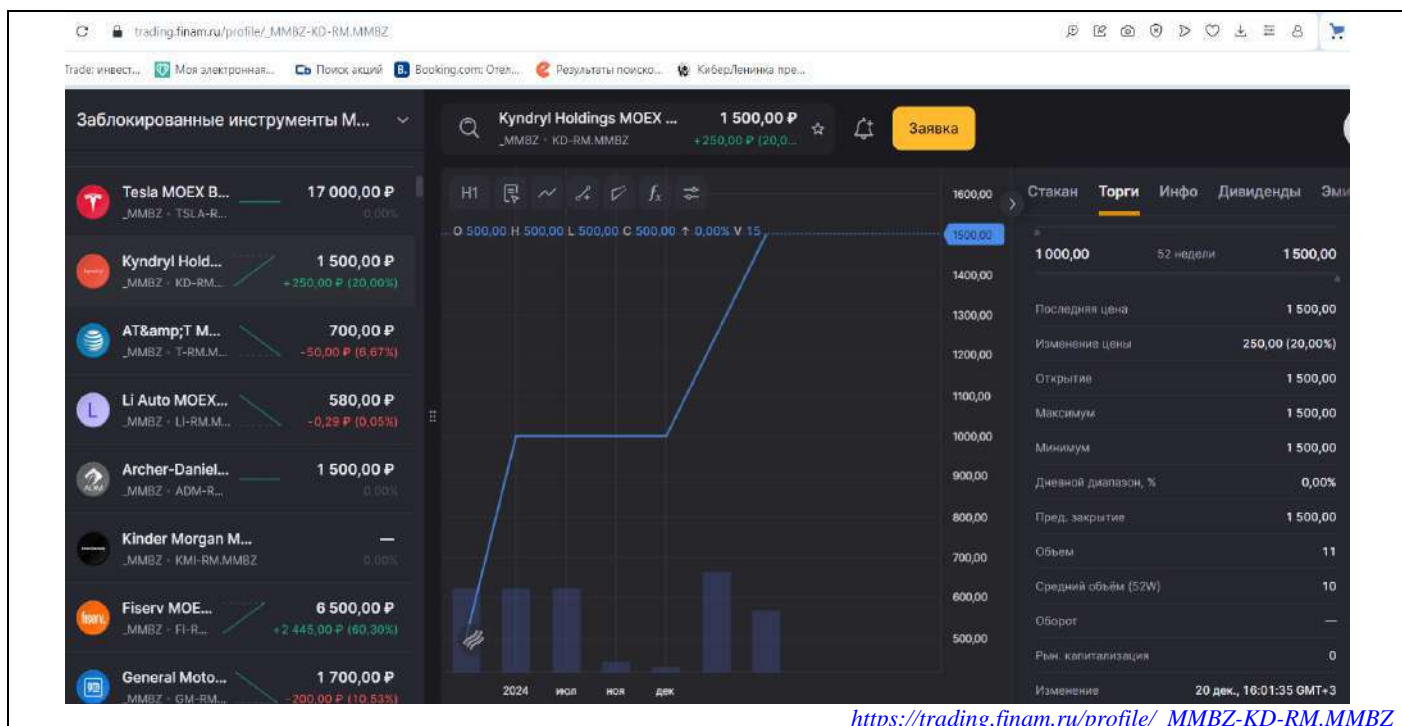 trading.finam.ru/profile/_MMBZ-KD-RM.MMBZ
Trade: инвест... Моя электронная... Поиск акций Booking.com: Отел... Результаты поиско... КиберЛенинка пре...
Заблокированные инструменты М...
Kyndryl Holdings MOEX ... 1 500,00 ₽
_MMBZ · KD-RM.MMBZ +250,00 ₽ (20,0...
Заявка
Tesla MOEX B... 17 000,00 ₽
_MMBZ · TSLA-R... 0,00%
Kyndryl Hold... 1 500,00 ₽
_MMBZ · KD-RM... +250,00 ₽ (20,00%)
AT&amp;T M... 700,00 ₽
_MMBZ · T-RM.M... -50,00 ₽ (6,67%)
Li Auto MOEX... 580,00 ₽
_MMBZ · LI-RM.M... -0,29 ₽ (0,05%)
Archer-Daniel... 1 500,00 ₽
_MMBZ · ADM-R... 0,00%
Kinder Morgan M... —
_MMBZ · KMI-RM.MMBZ 0,00%
Fiserv MOE... 6 500,00 ₽
_MMBZ · FI-R... +2 445,00 ₽ (60,30%)
General Moto... 1 700,00 ₽
_MMBZ · GM-RM... -200,00 ₽ (10,53%)
H1
O 500,00 H 500,00 L 500,00 C 500,00 ↑ 0,00% V 15
1600,00
1500,00
1400,00
1300,00
1200,00
1100,00
1000,00
900,00
800,00
700,00
600,00
500,00
2024 июл ноя дек
Стакан Торги Инфо Дивиденды Эми
1 000,00 52 недели 1 500,00
Последняя цена 1 500,00
Изменение цены 250,00 (20,00%)
Открытие 1 500,00
Максимум 1 500,00
Минимум 1 500,00
Дневной диапазон, % 0,00%
Пред. закрытие 1 500,00
Объем 11
Средний объём (52W) 10
Оборот —
Рын. капитализация 0
Изменение 20 дек., 16:01:35 GMT+3
https://trading.finam.ru/profile/_MMBZ-KD-RM.MMBZ